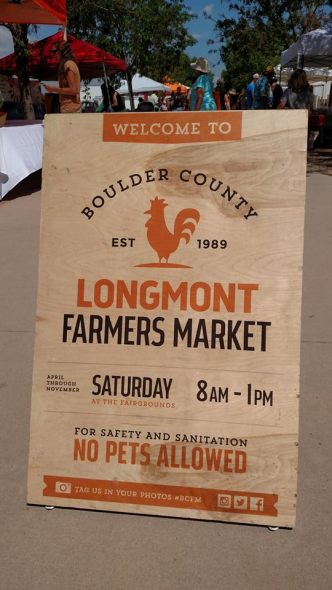 WELCOME TO
BOULDER COUNTY
EST 1989
LONGMONT
FARMERS MARKET
APRIL
THROUGH
NOVEMBER
SATURDAY
AT THE FAIRGROUNDS
8AM - 1PM
FOR SAFETY AND SANITATION
NO PETS ALLOWED
TAG US IN YOUR PHOTOS #BCFM